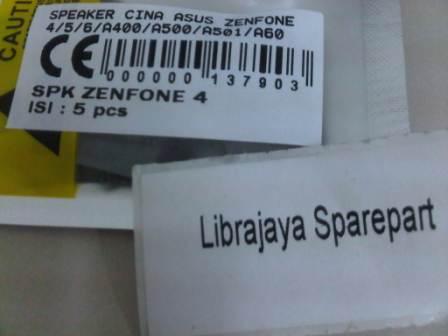 CAUTI
SPEAKER CINA ASUS ZENFONE
4/5/6/A400/A500/A501/A60
CE
000000 137903
SPK ZENFONE 4
ISI : 5 pcs
Librajaya Sparepart